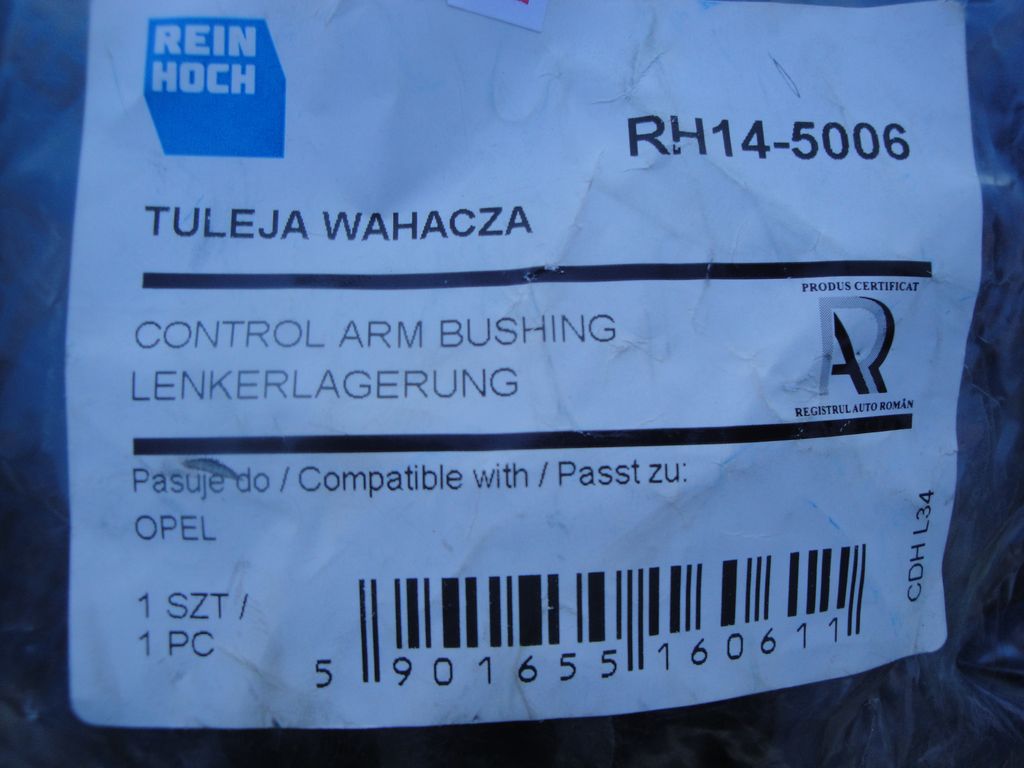 REIN
HOCH
RH14-5006
TULEJA WAHACZA
PRODUS CERTIFICAT
CONTROL ARM BUSHING
LENKERLAGERUNG
AR
REGISTRUL AUTO ROMÂN
Pasuje do / Compatible with / Passt zu:
OPEL
CDH L34
1 SZT /
1 PC
5 901655 160611